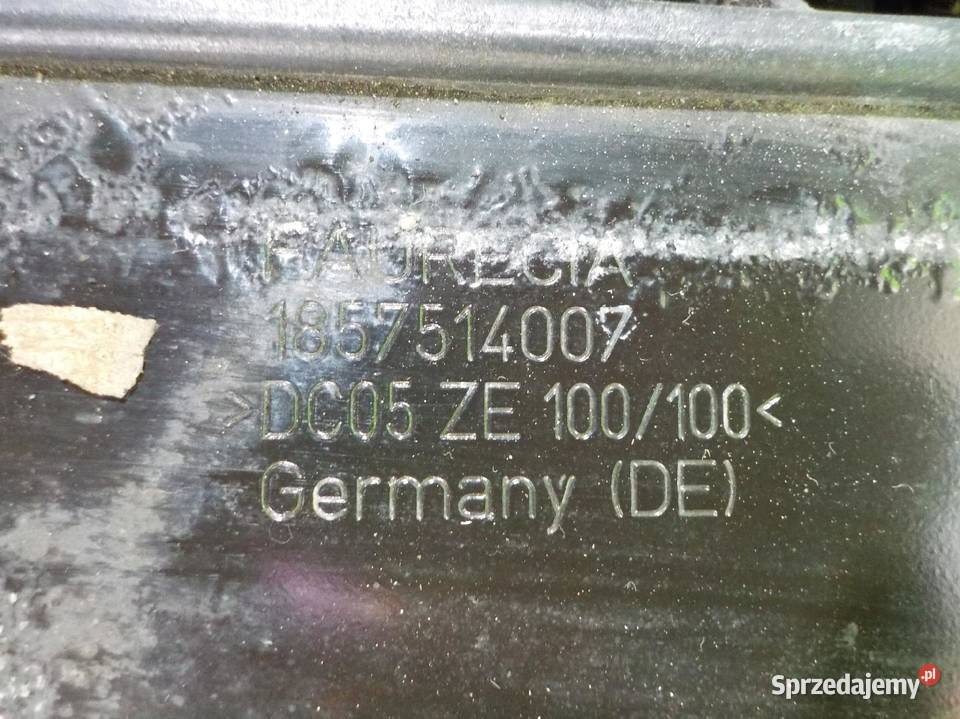 FAURECIA
1857514007
>DC05 ZE 100/100<
Germany (DE)
Sprzedajemy.pl